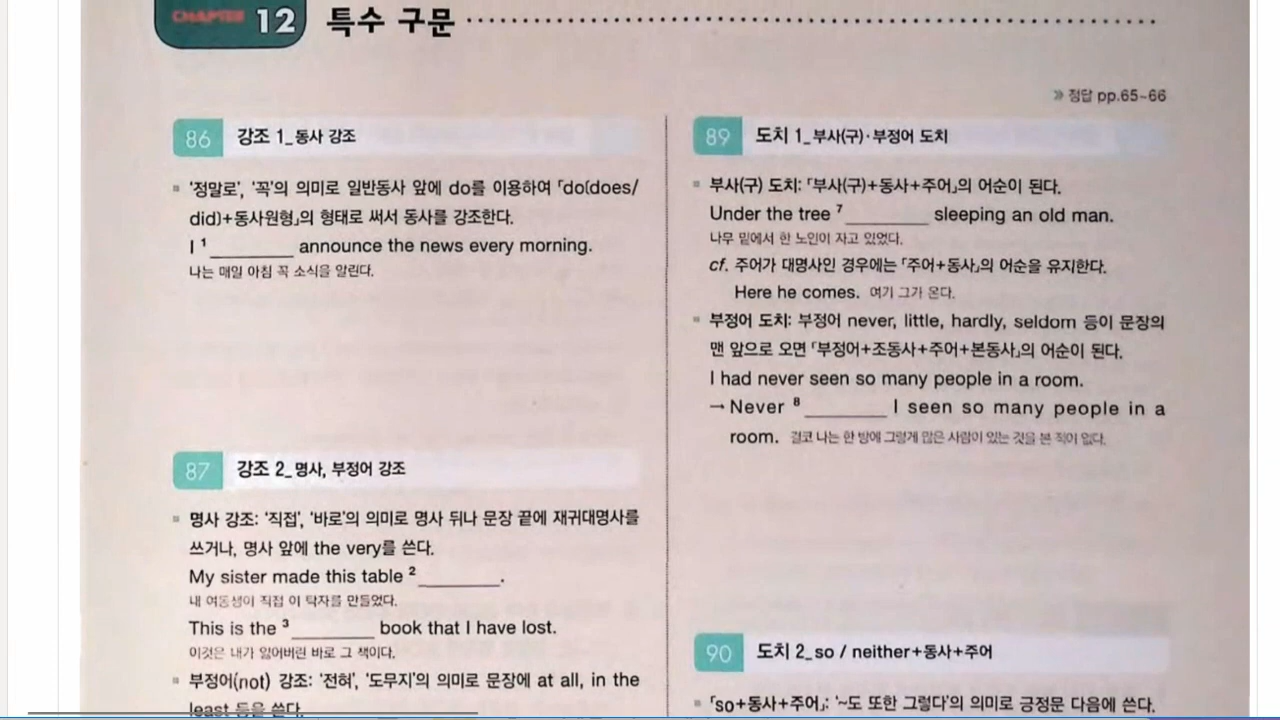 CHAPTER 12 특수 구문
» 정답 pp.65~66
86 강조 1_동사 강조
'정말로', '꼭'의 의미로 일반동사 앞에 do를 이용하여 「do(does/
did)+동사원형」의 형태로 써서 동사를 강조한다.
I ¹________ announce the news every morning.
나는 매일 아침 꼭 소식을 알린다.
87 강조 2_명사, 부정어 강조
명사 강조: '직접', '바로'의 의미로 명사 뒤나 문장 끝에 재귀대명사를
쓰거나, 명사 앞에 the very를 쓴다.
My sister made this table ²________.
내 여동생이 직접 이 탁자를 만들었다.
This is the ³________ book that I have lost.
이것은 내가 잃어버린 바로 그 책이다.
부정어(not) 강조: '전혀', '도무지'의 의미로 문장에 at all, in the
least 등을 쓴다.
89 도치 1_부사(구)·부정어 도치
부사(구) 도치: 「부사(구)+동사+주어」의 어순이 된다.
Under the tree ⁷________ sleeping an old man.
나무 밑에서 한 노인이 자고 있었다.
cf. 주어가 대명사인 경우에는 「주어+동사」의 어순을 유지한다.
Here he comes. 여기 그가 온다.
부정어 도치: 부정어 never, little, hardly, seldom 등이 문장의
맨 앞으로 오면 「부정어+조동사+주어+본동사」의 어순이 된다.
I had never seen so many people in a room.
→ Never ⁸________ I seen so many people in a
room. 결코 나는 한 방에 그렇게 많은 사람이 있는 것을 본 적이 없다.
90 도치 2_so / neither+동사+주어
「so+동사+주어」: '~도 또한 그렇다'의 의미로 긍정문 다음에 쓴다.